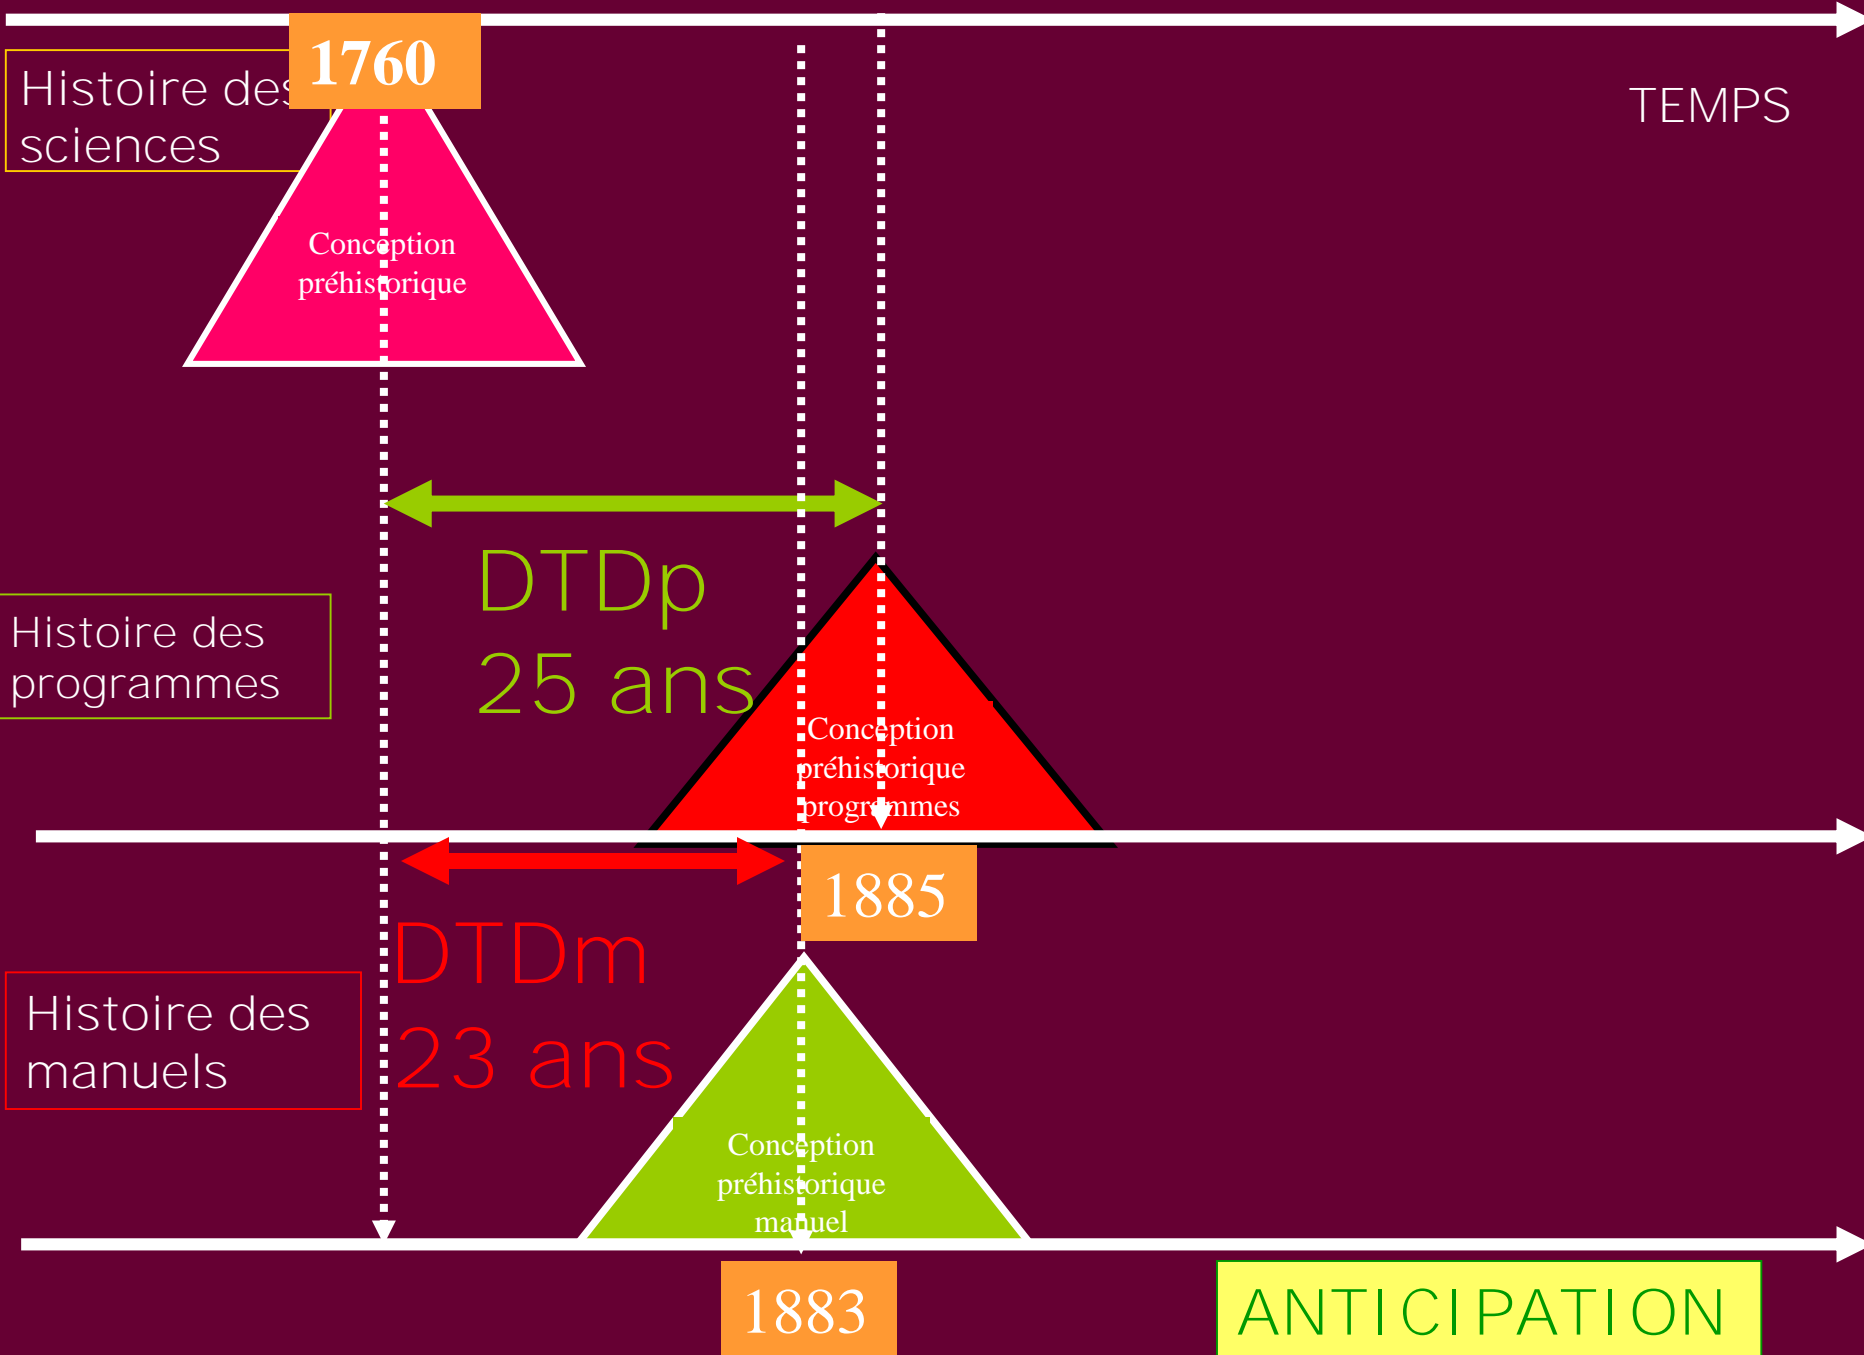 1760
Histoire des
sciences
TEMPS
Conception
préhistorique
DTDp
25 ans
Histoire des
programmes
Conception
préhistorique
programmes
1885
DTDm
23 ans
Histoire des
manuels
Conception
préhistorique
manuel
1883
ANTICIPATION